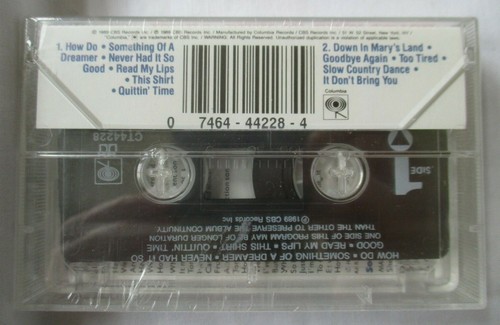 ℗ 1989 CBS Records Inc. / © 1989 CBS Records Inc. / Manufactured by Columbia Records / CBS Records Inc. / 51 W. 52 Street, New York, NY /
"Columbia," are trademarks of CBS Inc. / WARNING: All Rights Reserved. Unauthorized duplication is a violation of applicable laws.
1. How Do • Something Of A
Dreamer • Never Had It So
Good • Read My Lips
• This Shirt
• Quittin' Time
2. Down In Mary's Land •
Goodbye Again • Too Tired •
Slow Country Dance •
It Don't Bring You
Columbia
0 7464-44228-4
CT44228
SIDE 1
HOW DO • SOMETHING OF A DREAMER • NEVER HAD IT SO
GOOD • READ MY LIPS • THIS SHIRT • QUITTIN' TIME
ONE SIDE OF THIS PROGRAM MAY BE OF LONGER DURATION
THAN THE OTHER TO PRESERVE THE ALBUM CONTINUITY.
℗ 1989 CBS Records Inc.